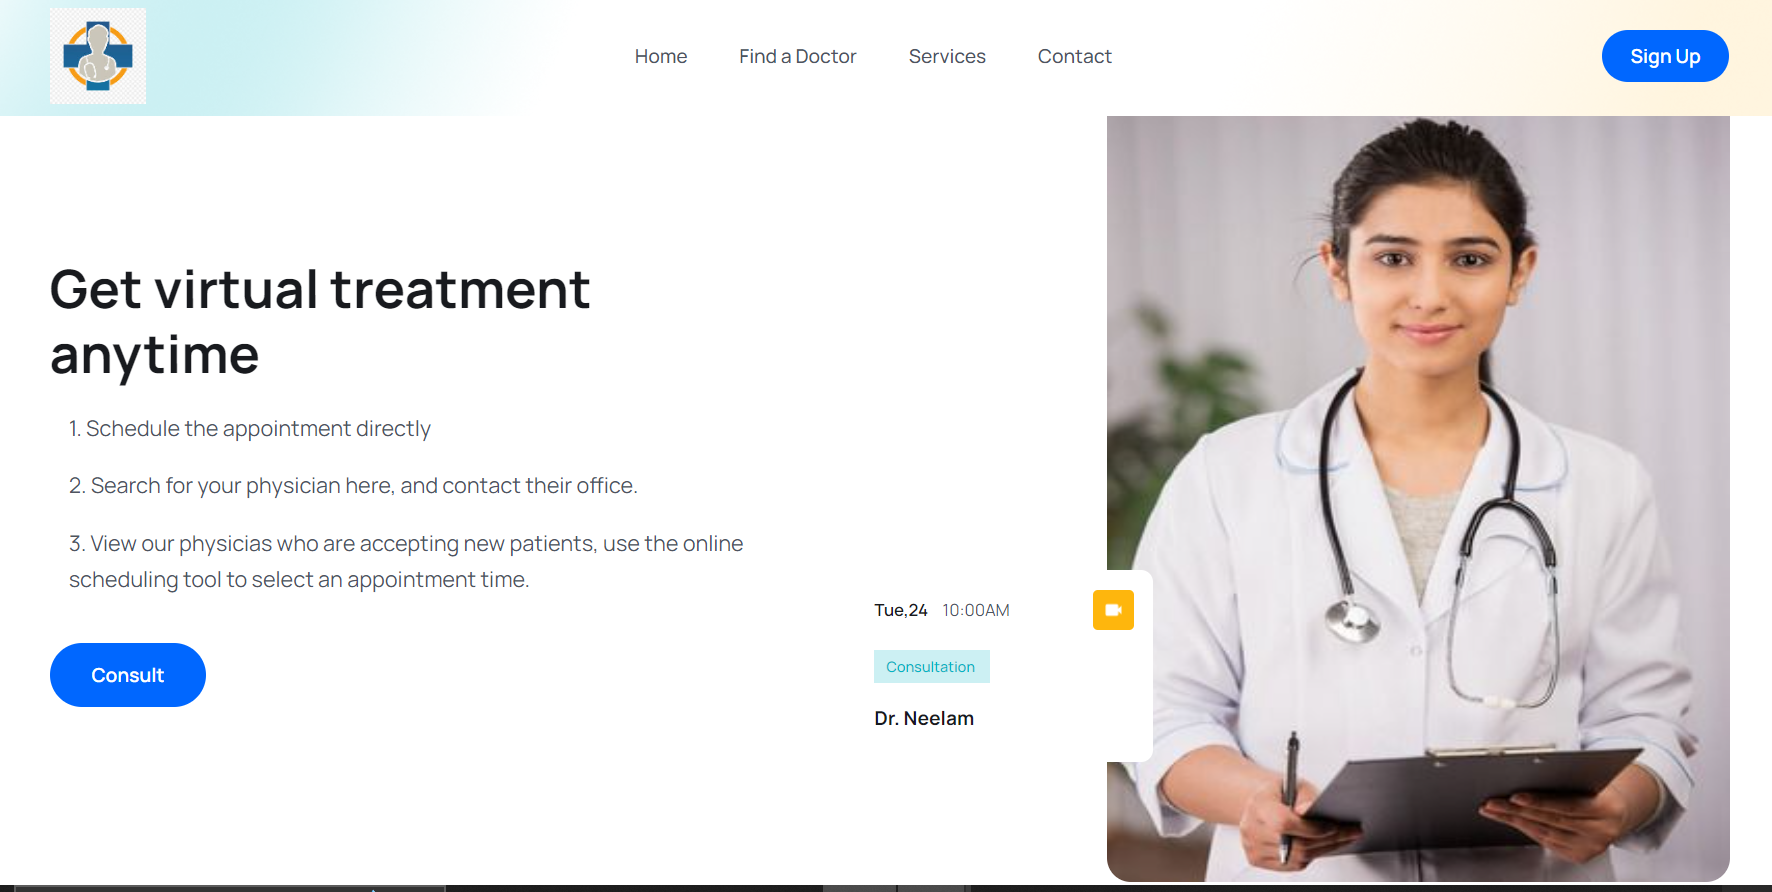 Home
Find a Doctor
Services
Contact
Sign Up
Get virtual treatment
anytime
1. Schedule the appointment directly
2. Search for your physician here, and contact their office.
3. View our physicias who are accepting new patients, use the online
scheduling tool to select an appointment time.
Consult
Tue,24 10:00AM
Consultation
Dr. Neelam